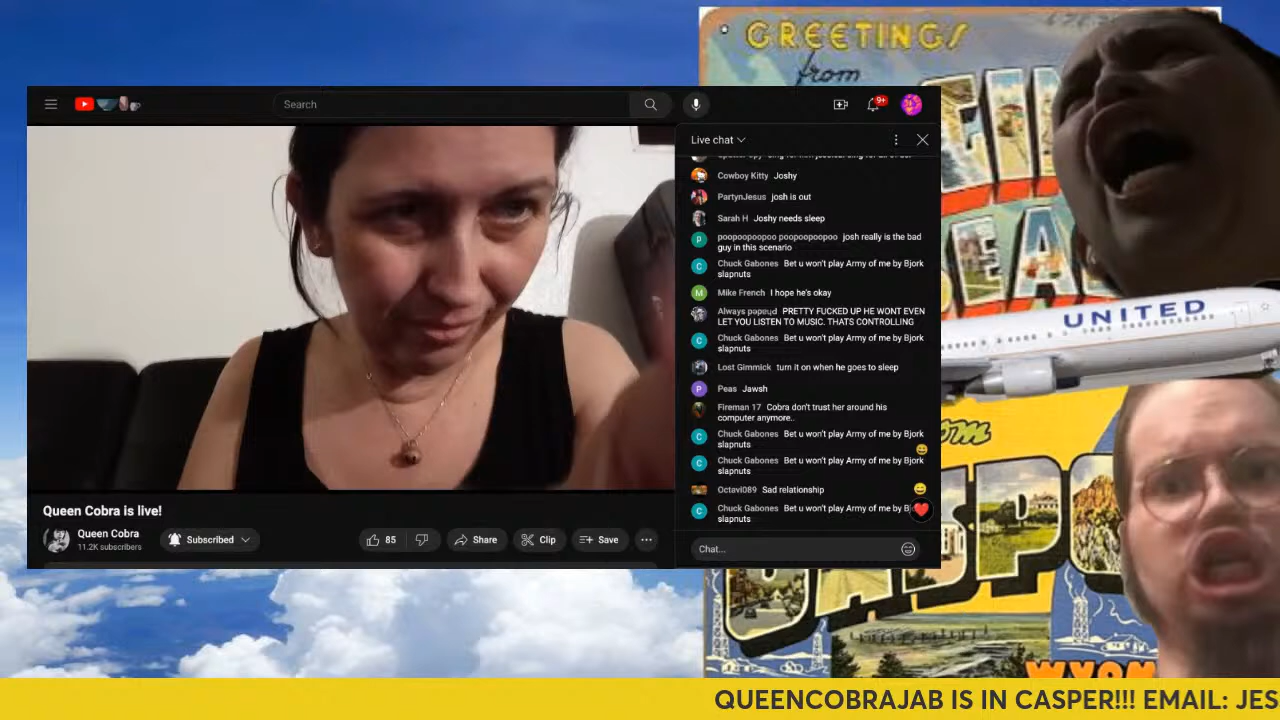 GREETINGS
from
UNITED
Search
9+
Live chat
Cowboy Kitty Joshy
PartynJesus josh is out
Sarah H Joshy needs sleep
poopoopoopoo poopoopoopoo josh really is the bad
guy in this scenario
Chuck Gabones Bet u won't play Army of me by Bjork
slapnuts
Mike French I hope he's okay
Always pepeyd PRETTY FUCKED UP HE WONT EVEN
LET YOU LISTEN TO MUSIC. THATS CONTROLLING
Chuck Gabones Bet u won't play Army of me by Bjork
slapnuts
Lost Gimmick turn it on when he goes to sleep
Peas Jawsh
Fireman 17 Cobra don't trust her around his
computer anymore..
Chuck Gabones Bet u won't play Army of me by Bjork
slapnuts
Chuck Gabones Bet u won't play Army of me by Bjork
slapnuts
Octavi089 Sad relationship
Chuck Gabones Bet u won't play Army of me by
slapnuts
Chat...
Queen Cobra is live!
Queen Cobra
11.2K subscribers
Subscribed
85
Share
Clip
Save
QUEENCOBRAJAB IS IN CASPER!!! EMAIL: JES